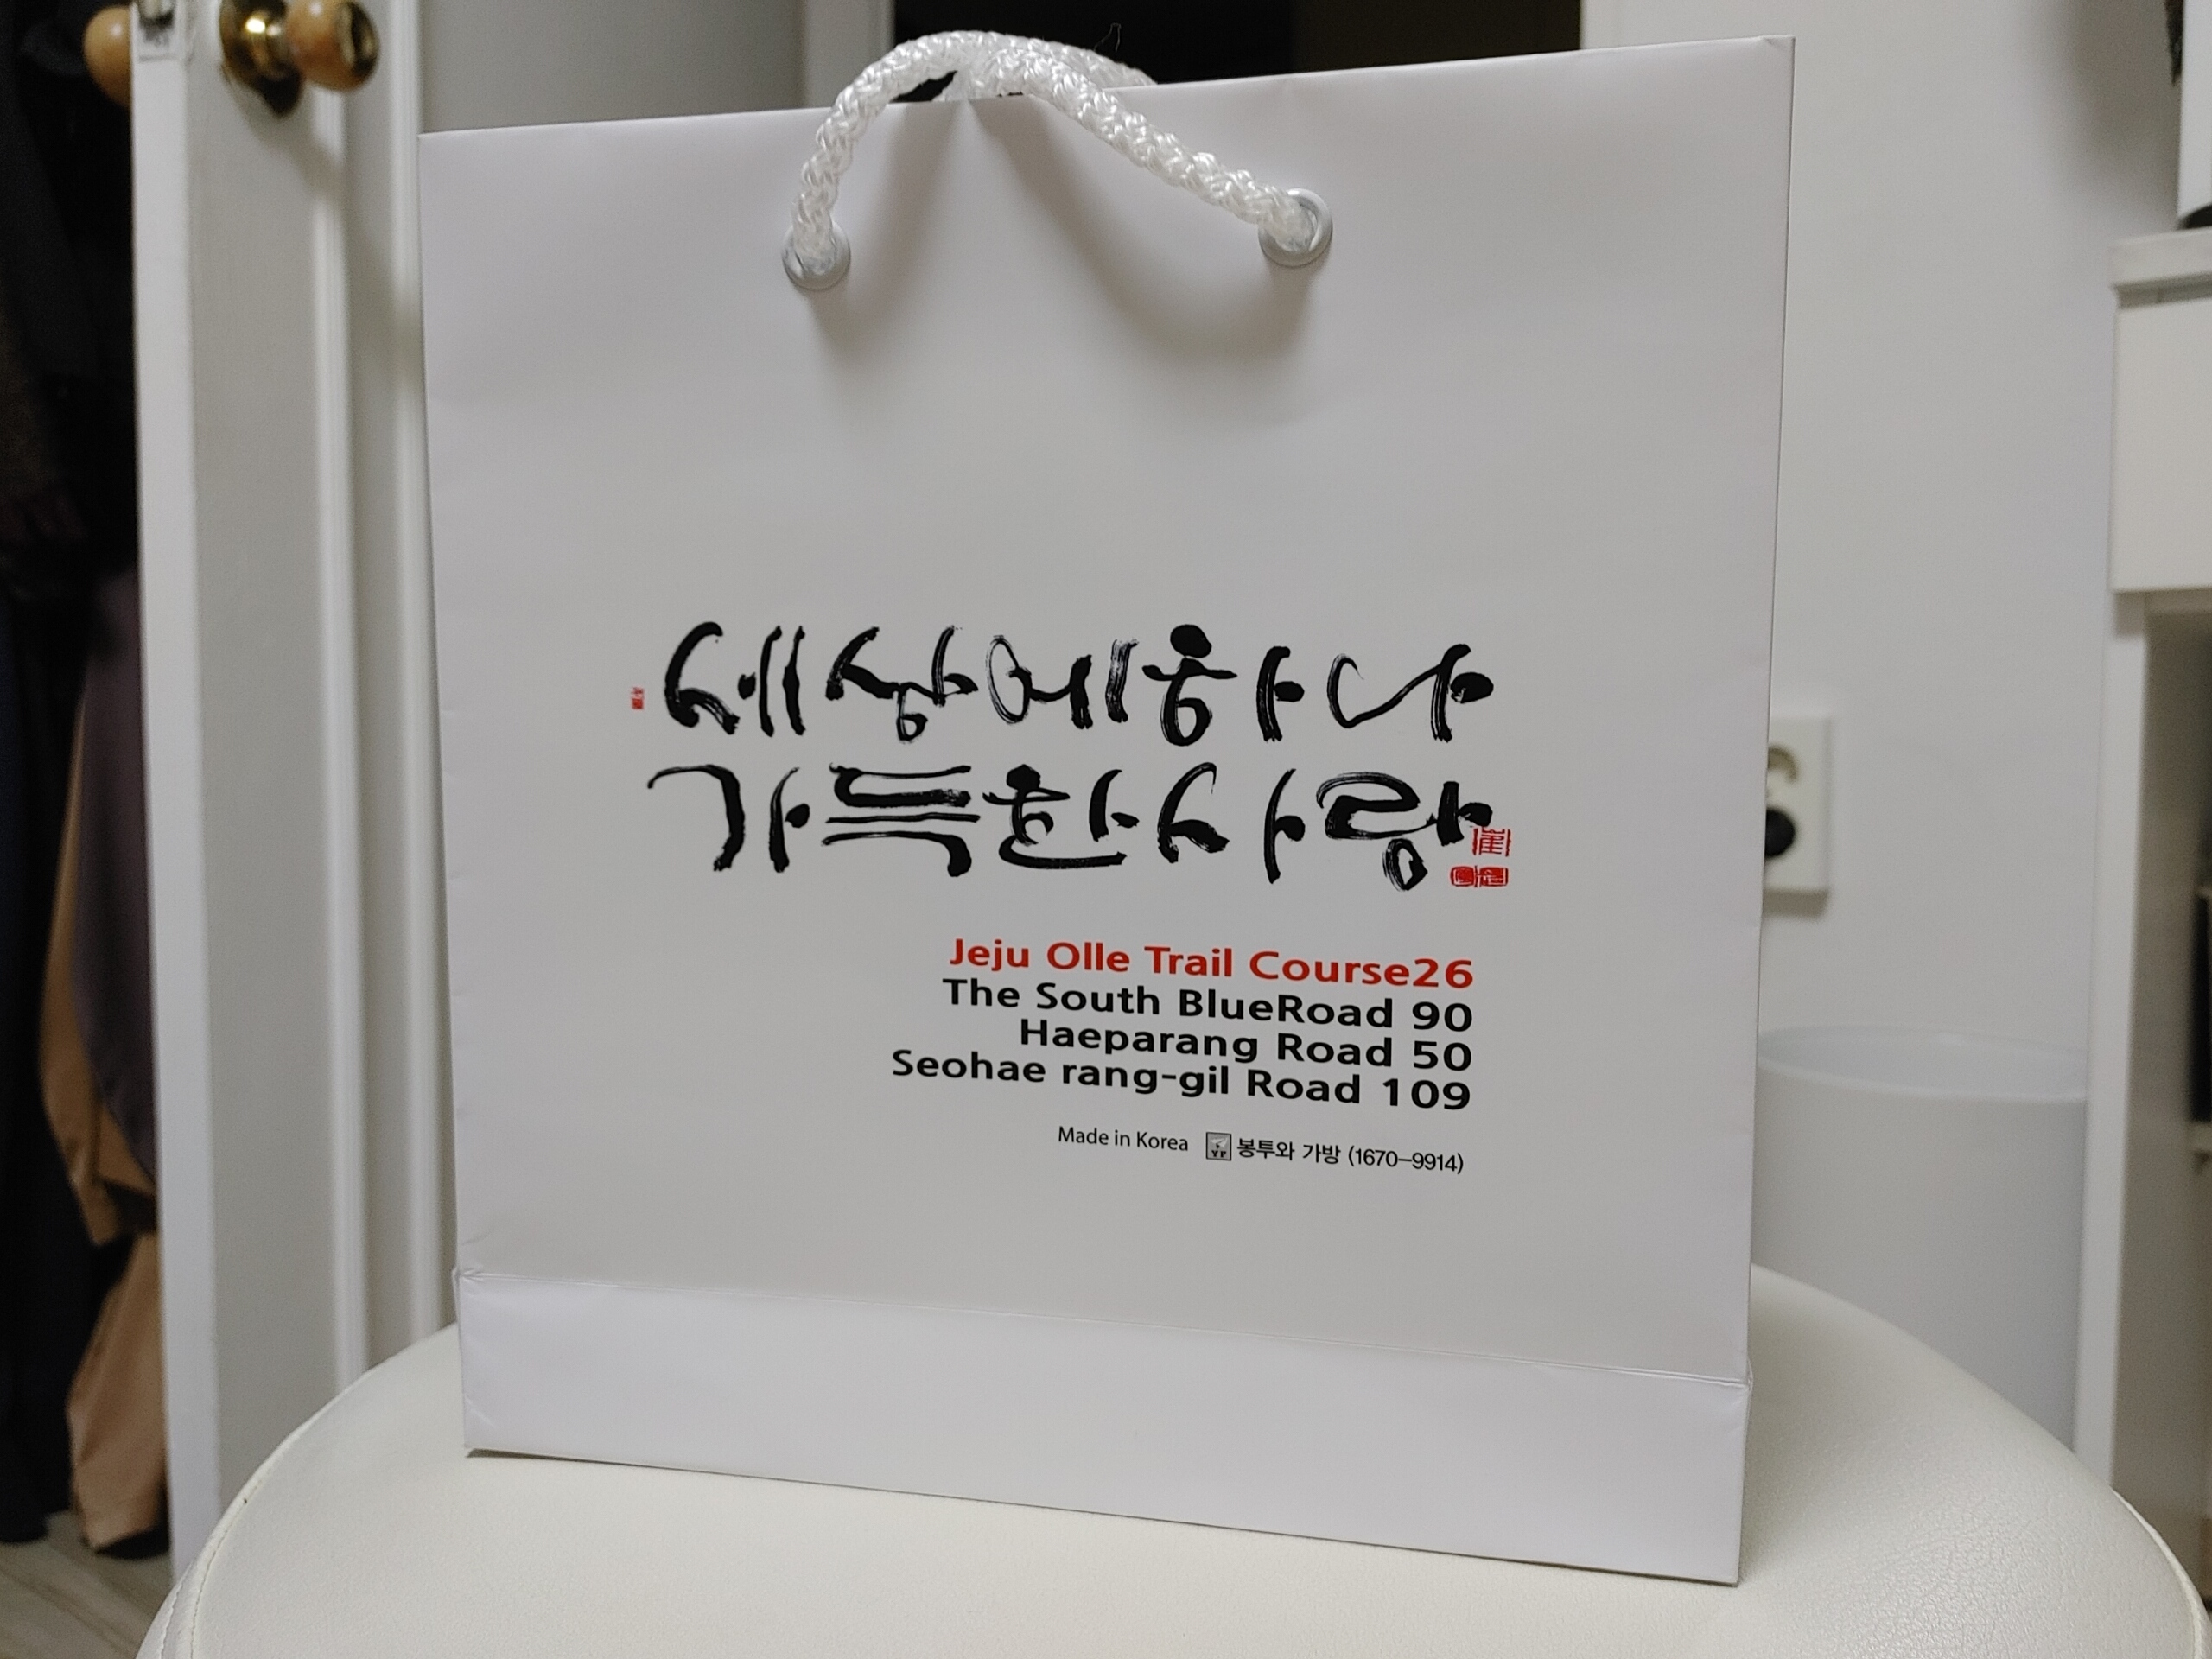 세상에하나
가득한사랑
Jeju Olle Trail Course26
The South BlueRoad 90
Haeparang Road 50
Seohae rang-gil Road 109
Made in Korea 봉투와 가방 (1670-9914)